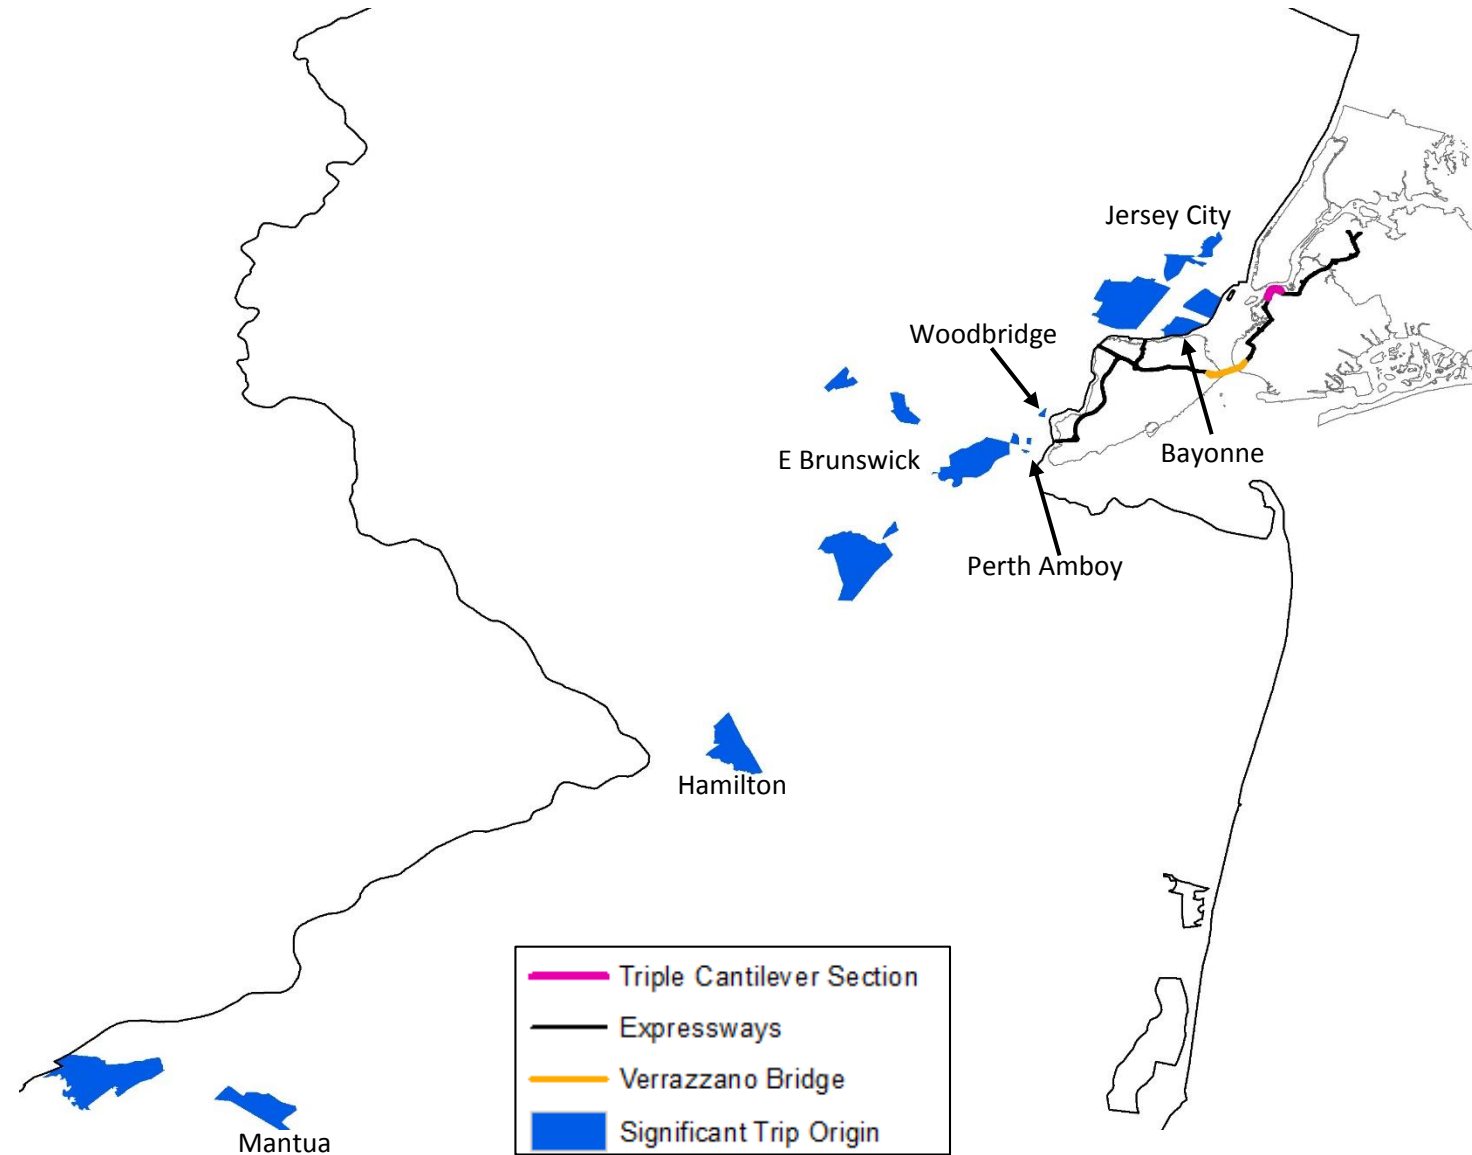 Jersey City
Woodbridge
E Brunswick
Bayonne
Perth Amboy
Hamilton
Triple Cantilever Section
Expressways
Verrazzano Bridge
Significant Trip Origin
Mantua